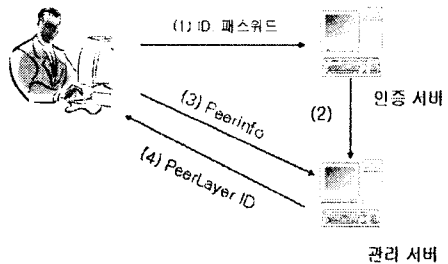 (1) ID. 패스워드
(2)
인증 서버
(3) Peerinfo
(4) PeerLayer ID
관리 서버